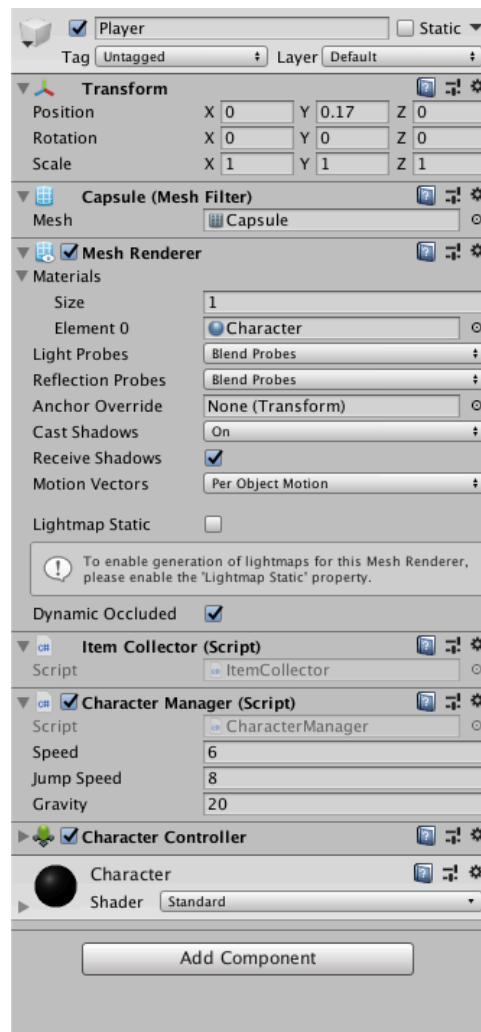 Player Static
Tag Untagged Layer Default
Transform
Position X 0 Y 0.17 Z 0
Rotation X 0 Y 0 Z 0
Scale X 1 Y 1 Z 1
Capsule (Mesh Filter)
Mesh Capsule
Mesh Renderer
Materials
Size 1
Element 0 Character
Light Probes Blend Probes
Reflection Probes Blend Probes
Anchor Override None (Transform)
Cast Shadows On
Receive Shadows
Motion Vectors Per Object Motion
Lightmap Static
To enable generation of lightmaps for this Mesh Renderer,
please enable the 'Lightmap Static' property.
Dynamic Occluded
C# Item Collector (Script)
Script ItemCollector
C# Character Manager (Script)
Script CharacterManager
Speed 6
Jump Speed 8
Gravity 20
Character Controller
Character
Shader Standard
Add Component